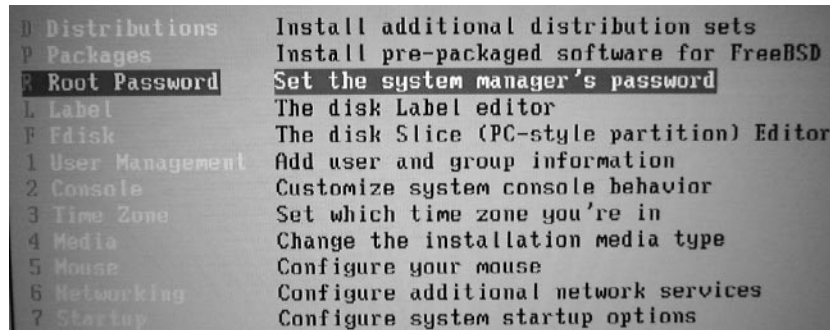 D Distributions Install additional distribution sets
P Packages Install pre-packaged software for FreeBSD
R Root Password Set the system manager's password
L Label The disk Label editor
F Fdisk The disk Slice (PC-style partition) Editor
1 User Management Add user and group information
2 Console Customize system console behavior
3 Time Zone Set which time zone you're in
4 Media Change the installation media type
5 Mouse Configure your mouse
6 Networking Configure additional network services
7 Startup Configure system startup options